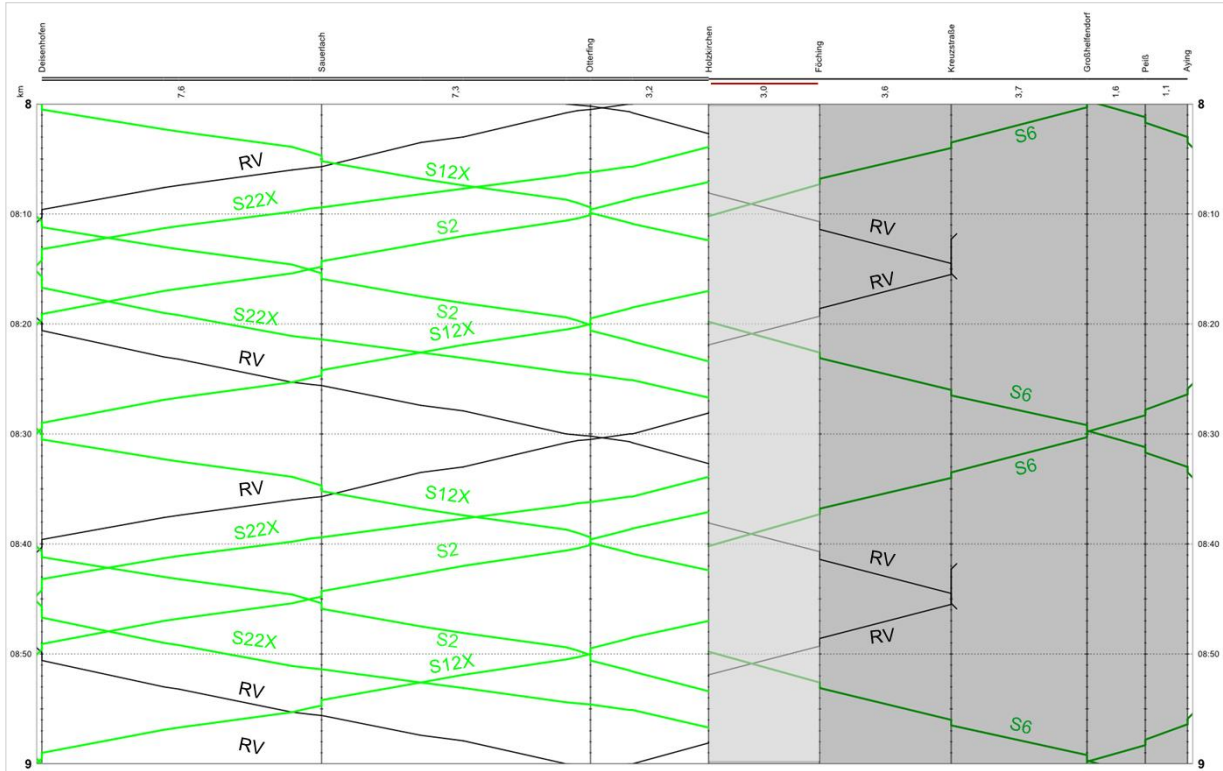 Deisenhofen
Sauerlach
Otterfing
Holzkirchen
Föching
Kreuzstraße
Großhelfendorf
Peiß
Aying
km
7.6
7.3
3.2
3.0
3.6
3.7
1.6
1.1
8
8
S6
RV
S12X
S22X
08:10
S2
RV
08:10
RV
S2
S22X
08:20
S12X
08:20
RV
S6
08:30
08:30
S6
RV
S12X
S22X
08:40
S2
08:40
RV
RV
S22X
S2
08:50
S12X
08:50
RV
S6
RV
9
9